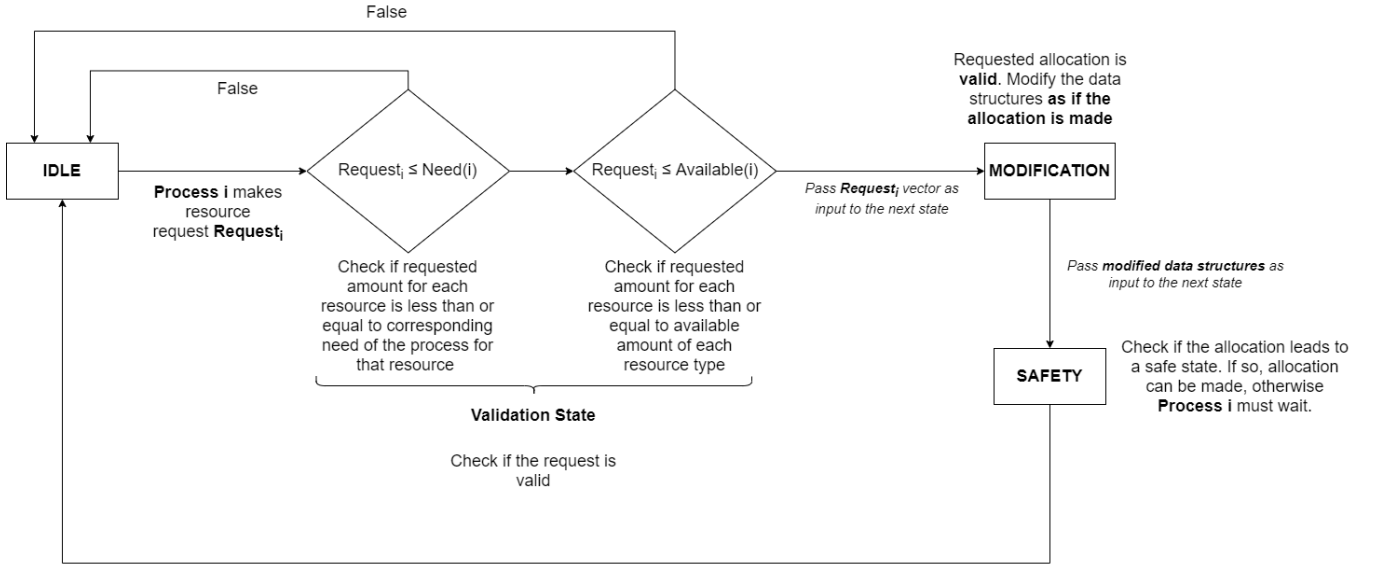 False
False
IDLE
Process i makes
resource
request Requestᵢ
Requestᵢ ≤ Need(i)
Check if requested
amount for each
resource is less than or
equal to corresponding
need of the process for
that resource
Requestᵢ ≤ Available(i)
Check if requested
amount for each
resource is less than or
equal to available
amount of each
resource type
Validation State
Check if the request is
valid
Pass Requestᵢ vector as
input to the next state
Requested allocation is
valid. Modify the data
structures as if the
allocation is made
MODIFICATION
Pass modified data structures as
input to the next state
SAFETY
Check if the allocation leads to
a safe state. If so, allocation
can be made, otherwise
Process i must wait.